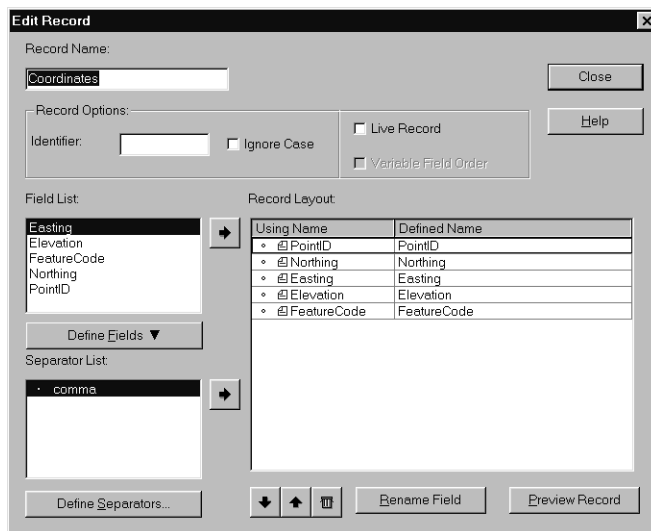 Edit Record
Record Name:
Coordinates
Close
Record Options:
Identifier:
Ignore Case
Live Record
Variable Field Order
Help
Field List:
Easting
Elevation
FeatureCode
Northing
PointID
Define Fields ▼
Separator List:
comma
Define Separators...
Record Layout:
Using Name Defined Name
PointID PointID
Northing Northing
Easting Easting
Elevation Elevation
FeatureCode FeatureCode
Rename Field
Preview Record